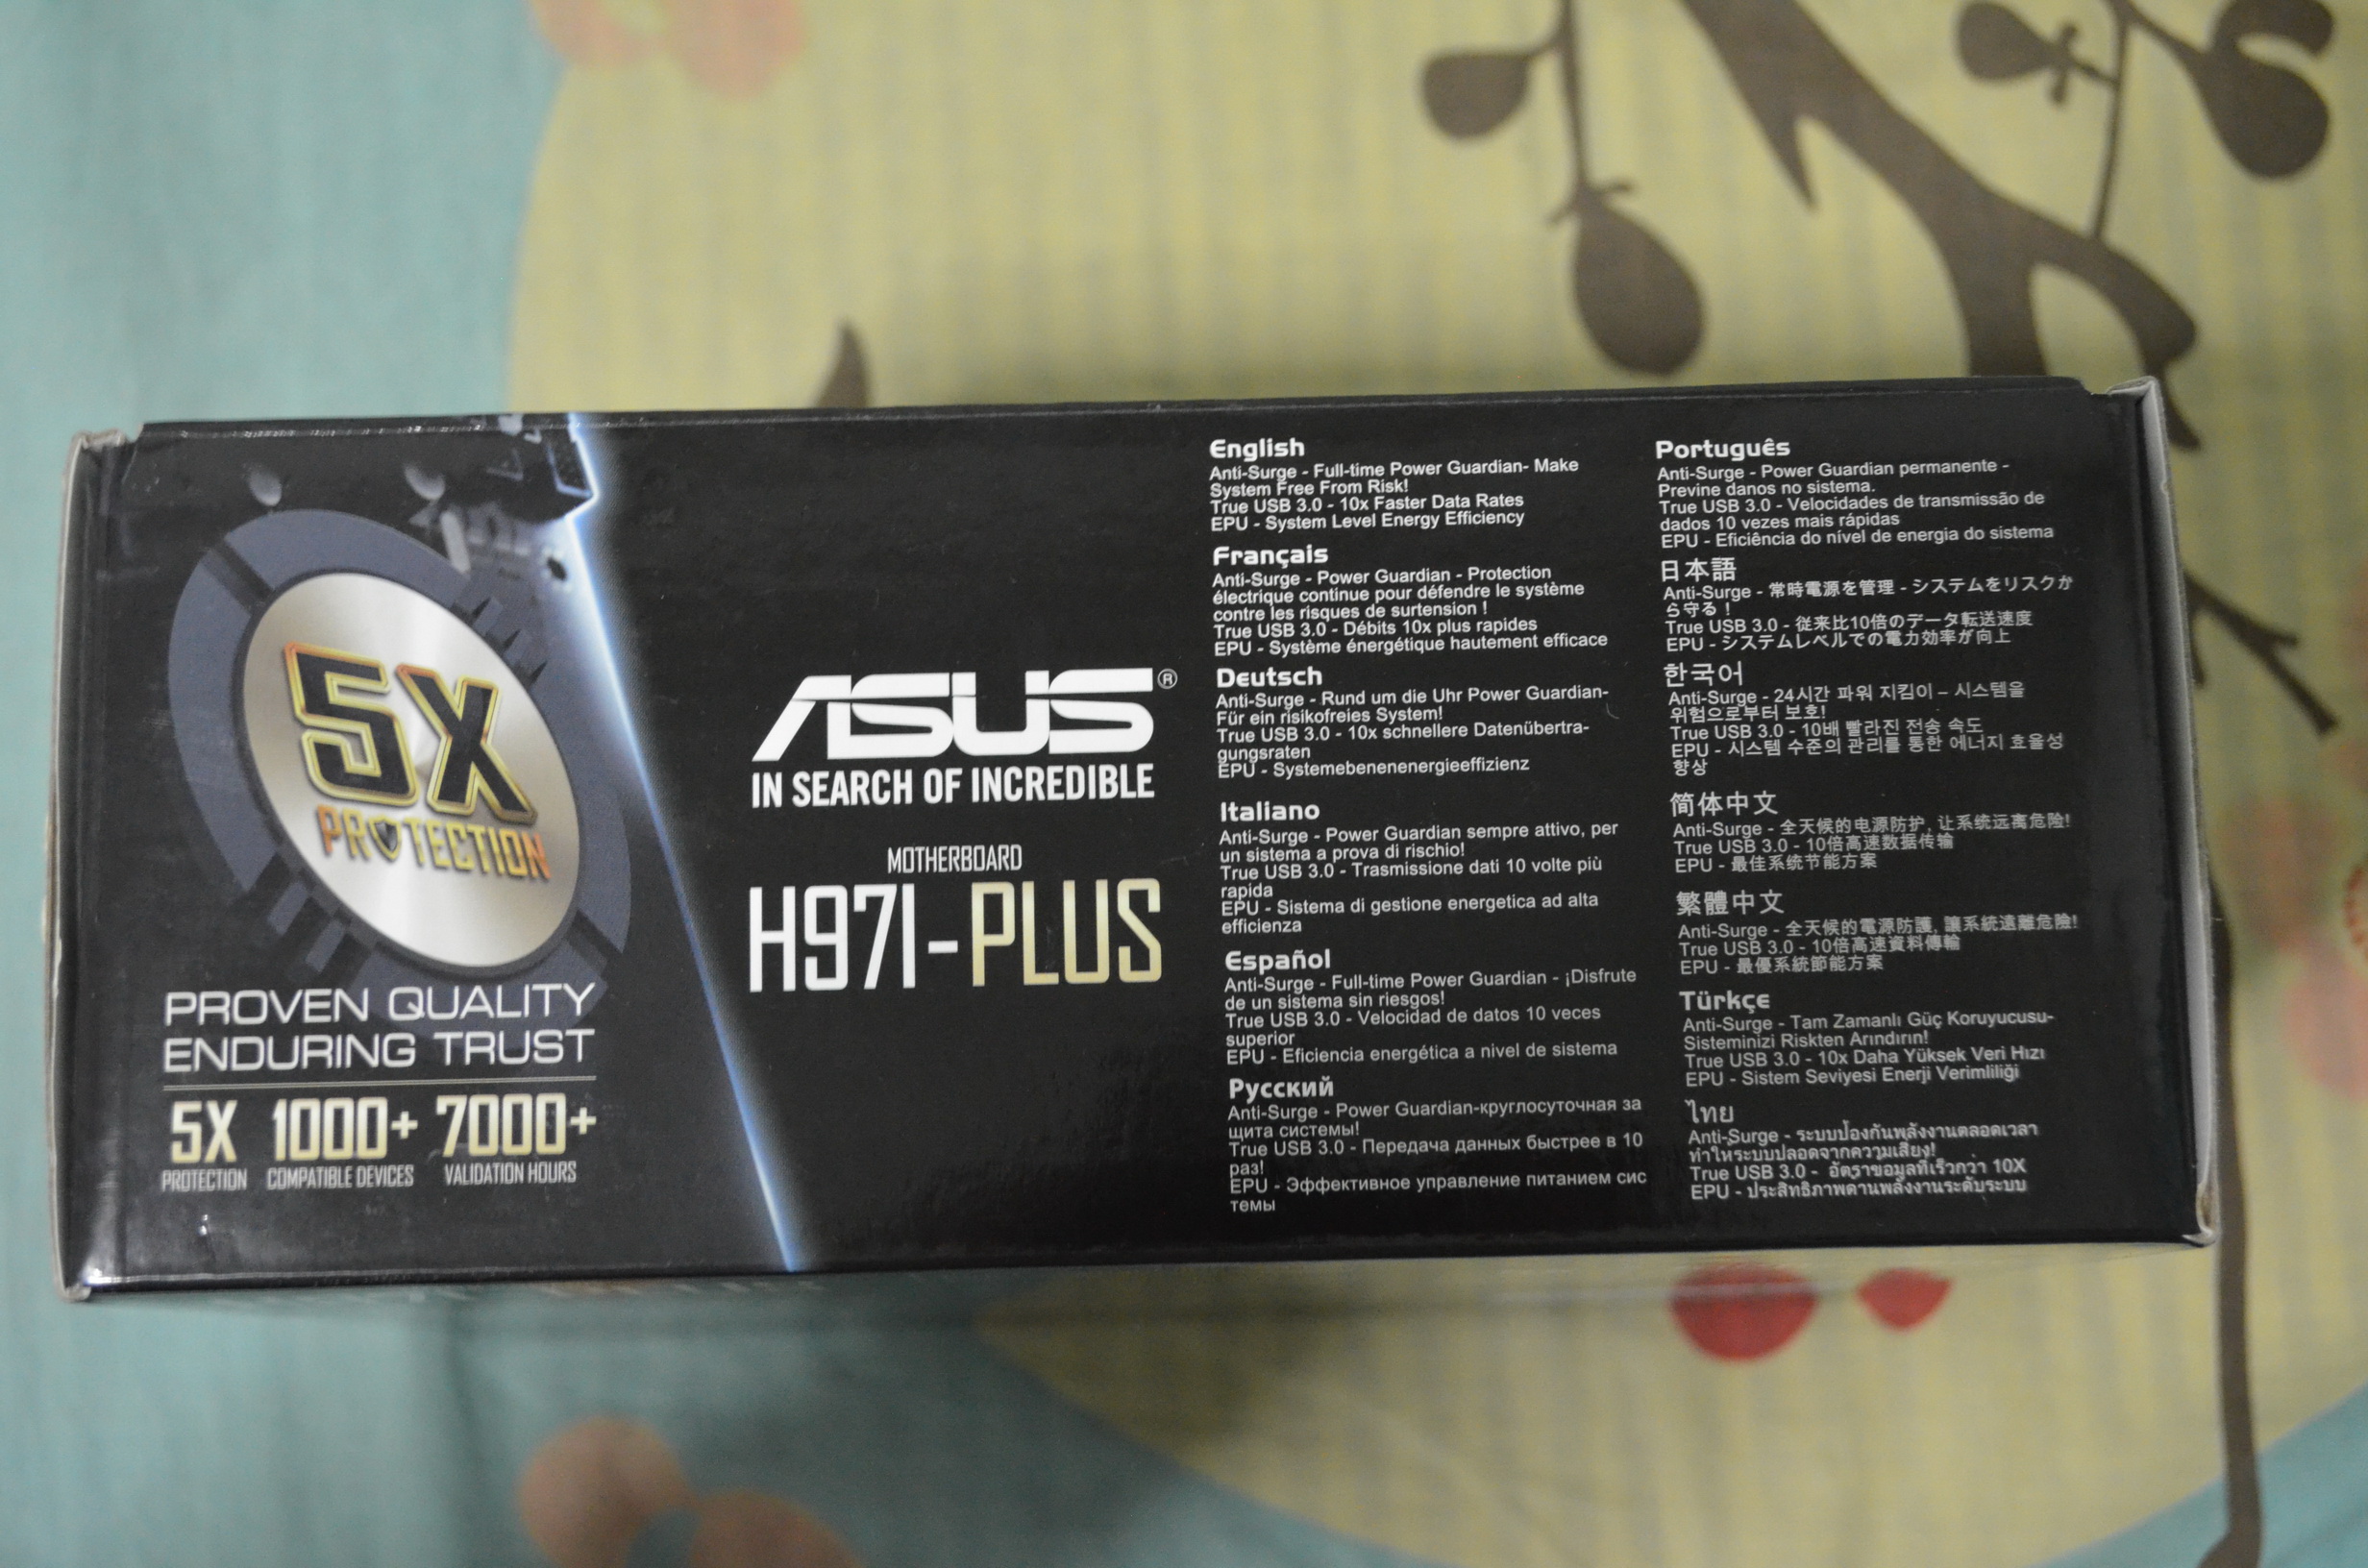 5X
PROTECTION
PROVEN QUALITY
ENDURING TRUST
5X 1000+ 7000+
PROTECTION COMPATIBLE DEVICES VALIDATION HOURS
ASUS®
IN SEARCH OF INCREDIBLE
MOTHERBOARD
H97I-PLUS
English
Anti-Surge - Full-time Power Guardian- Make
System Free From Risk!
True USB 3.0 - 10x Faster Data Rates
EPU - System Level Energy Efficiency
Français
Anti-Surge - Power Guardian - Protection
électrique continue pour défendre le système
contre les risques de surtension !
True USB 3.0 - Débits 10x plus rapides
EPU - Système énergétique hautement efficace
Deutsch
Anti-Surge - Rund um die Uhr Power Guardian-
Für ein risikofreies System!
True USB 3.0 - 10x schnellere Datenübertra-
gungsraten
EPU - Systemebenenenergieeffizienz
Italiano
Anti-Surge - Power Guardian sempre attivo, per
un sistema a prova di rischio!
True USB 3.0 - Trasmissione dati 10 volte più
rapida
EPU - Sistema di gestione energetica ad alta
efficienza
Español
Anti-Surge - Full-time Power Guardian - ¡Disfrute
de un sistema sin riesgos!
True USB 3.0 - Velocidad de datos 10 veces
superior
EPU - Eficiencia energética a nivel de sistema
Русский
Anti-Surge - Power Guardian-круглосуточная за
щита системы!
True USB 3.0 - Передача данных быстрее в 10
раз!
EPU - Эффективное управление питанием сис
темы
Português
Anti-Surge - Power Guardian permanente -
Previne danos no sistema.
True USB 3.0 - Velocidades de transmissão de
dados 10 vezes mais rápidas
EPU - Eficiência do nível de energia do sistema
日本語
Anti-Surge - 常時電源を管理 - システムをリスクか
ら守る！
True USB 3.0 - 従来比10倍のデータ転送速度
EPU - システムレベルでの電力効率が向上
한국어
Anti-Surge - 24시간 파워 지킴이 – 시스템을
위험으로부터 보호!
True USB 3.0 - 10배 빨라진 전송 속도
EPU - 시스템 수준의 관리를 통한 에너지 효율성
향상
简体中文
Anti-Surge - 全天候的电源防护, 让系统远离危险!
True USB 3.0 - 10倍高速数据传输
EPU - 最佳系统节能方案
繁體中文
Anti-Surge - 全天候的電源防護, 讓系統遠離危險!
True USB 3.0 - 10倍高速資料傳輸
EPU - 最優系統節能方案
Türkçe
Anti-Surge - Tam Zamanlı Güç Koruyucusu-
Sisteminizi Riskten Arındırın!
True USB 3.0 - 10x Daha Yüksek Veri Hızı
EPU - Sistem Seviyesi Enerji Verimliliği
ไทย
Anti-Surge - ระบบป้องกันพลังงานตลอดเวลา
ทำให้ระบบปลอดจากความเสี่ยง!
True USB 3.0 - อัตราข้อมูลที่เร็วกว่า 10X
EPU - ประสิทธิภาพด้านพลังงานระดับระบบ